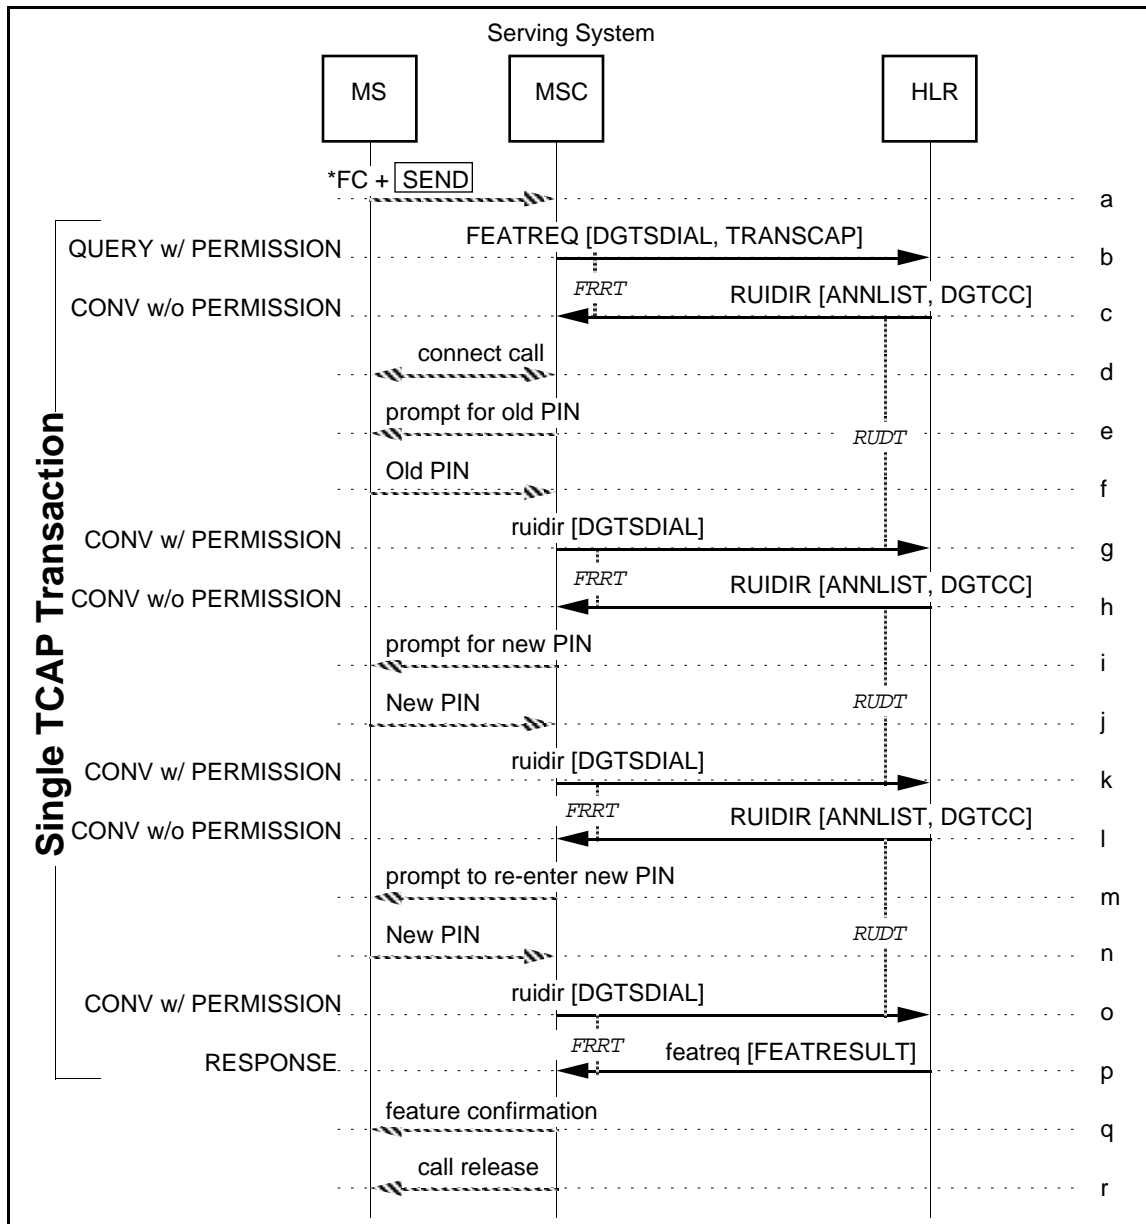 Serving System
MS
MSC
HLR
*FC + SEND
a
QUERY w/ PERMISSION
FEATREQ [DGTSDIAL, TRANSCAP]
b
FRRT
CONV w/o PERMISSION
RUIDIR [ANNLIST, DGTCC]
c
connect call
d
prompt for old PIN
RUDT
e
Old PIN
f
CONV w/ PERMISSION
ruidir [DGTSDIAL]
g
FRRT
CONV w/o PERMISSION
RUIDIR [ANNLIST, DGTCC]
h
prompt for new PIN
i
New PIN
RUDT
j
CONV w/ PERMISSION
ruidir [DGTSDIAL]
k
FRRT
CONV w/o PERMISSION
RUIDIR [ANNLIST, DGTCC]
l
prompt to re-enter new PIN
m
New PIN
RUDT
n
CONV w/ PERMISSION
ruidir [DGTSDIAL]
o
FRRT
RESPONSE
featreq [FEATRESULT]
p
feature confirmation
q
call release
r
Single TCAP Transaction